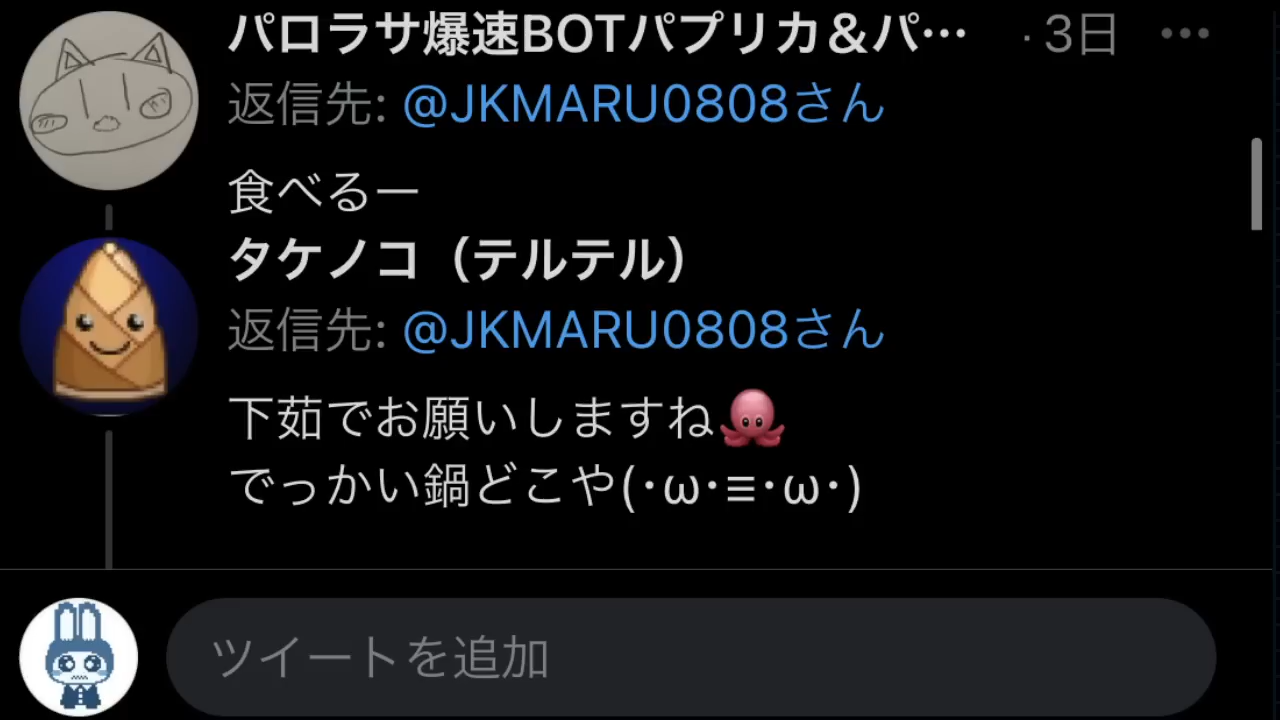 パロラサ爆速BOTパプリカ＆パ… ·3日 •••
返信先: @JKMARU0808さん
食べるー
タケノコ（テルテル）
返信先: @JKMARU0808さん
下茹でお願いしますね🐙
でっかい鍋どこや(･ω･≡･ω･)
ツイートを追加